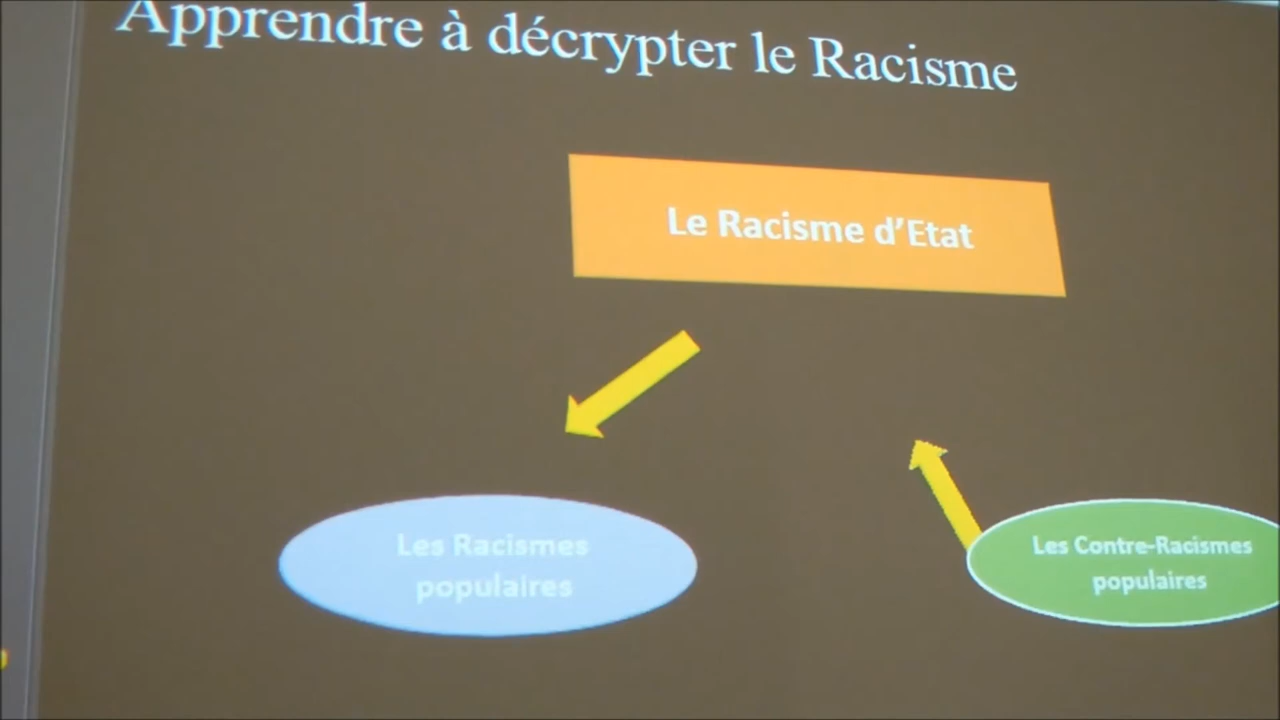 Apprendre à décrypter le Racisme
Le Racisme d'Etat
Les Racismes
populaires
Les Contre-Racismes
populaires